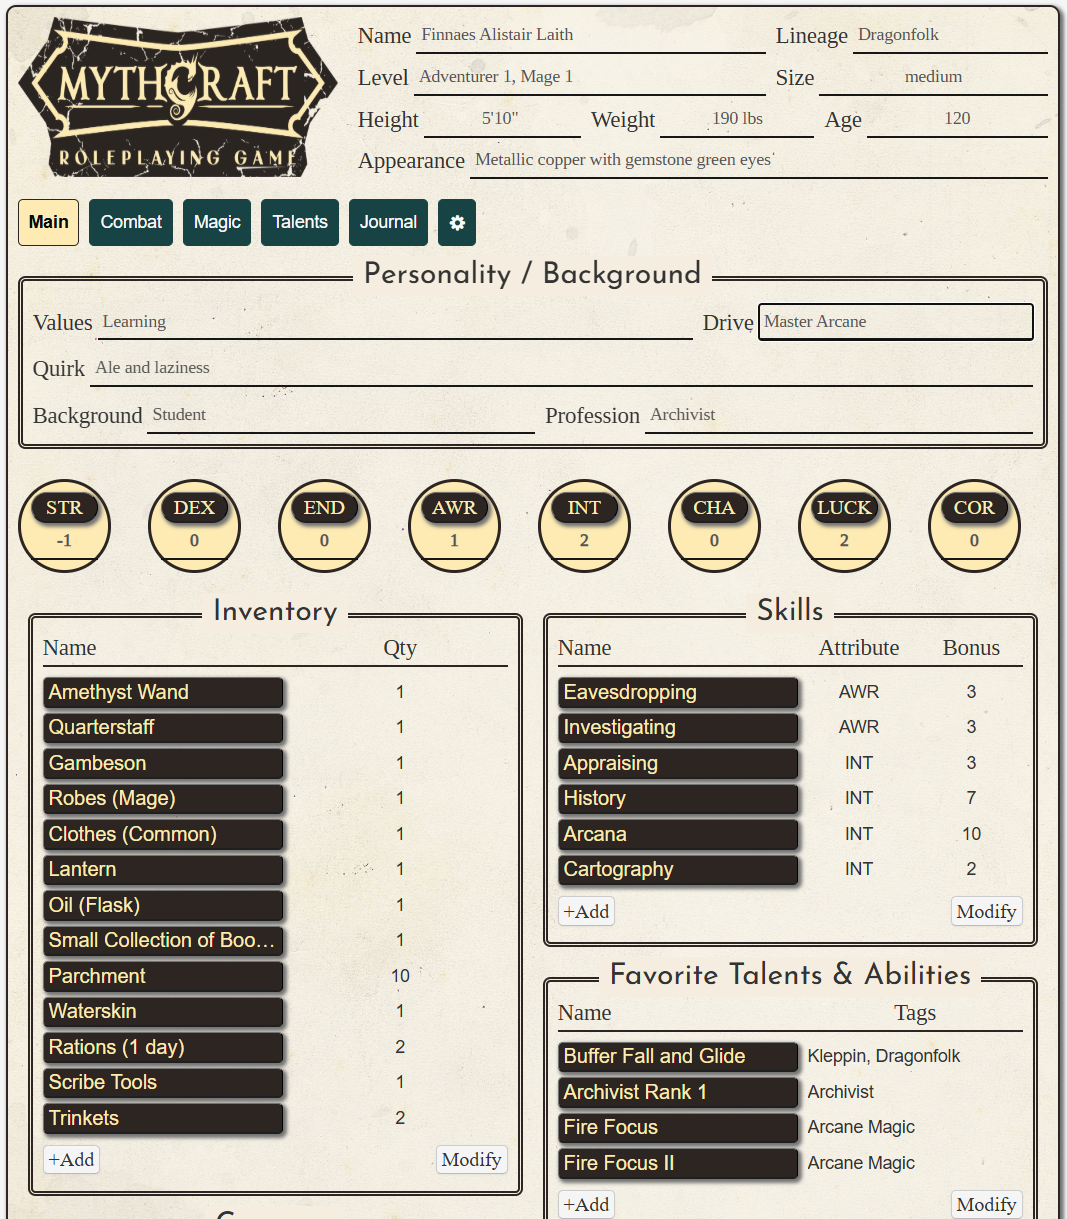 MYTHCRAFT
ROLEPLAYING GAME
Name Finnaes Alistair Laith Lineage Dragonfolk
Level Adventurer 1, Mage 1 Size medium
Height 5'10" Weight 190 lbs Age 120
Appearance Metallic copper with gemstone green eyes'
Main Combat Magic Talents Journal
Personality / Background
Values Learning Drive Master Arcane
Quirk Ale and laziness
Background Student Profession Archivist
STR DEX END AWR INT CHA LUCK COR
-1 0 0 1 2 0 2 0
Inventory
Name Qty
Amethyst Wand 1
Quarterstaff 1
Gambeson 1
Robes (Mage) 1
Clothes (Common) 1
Lantern 1
Oil (Flask) 1
Small Collection of Boo... 1
Parchment 10
Waterskin 1
Rations (1 day) 2
Scribe Tools 1
Trinkets 2
+Add Modify
Skills
Name Attribute Bonus
Eavesdropping AWR 3
Investigating AWR 3
Appraising INT 3
History INT 7
Arcana INT 10
Cartography INT 2
+Add Modify
Favorite Talents & Abilities
Name Tags
Buffer Fall and Glide Kleppin, Dragonfolk
Archivist Rank 1 Archivist
Fire Focus Arcane Magic
Fire Focus II Arcane Magic
+Add Modify